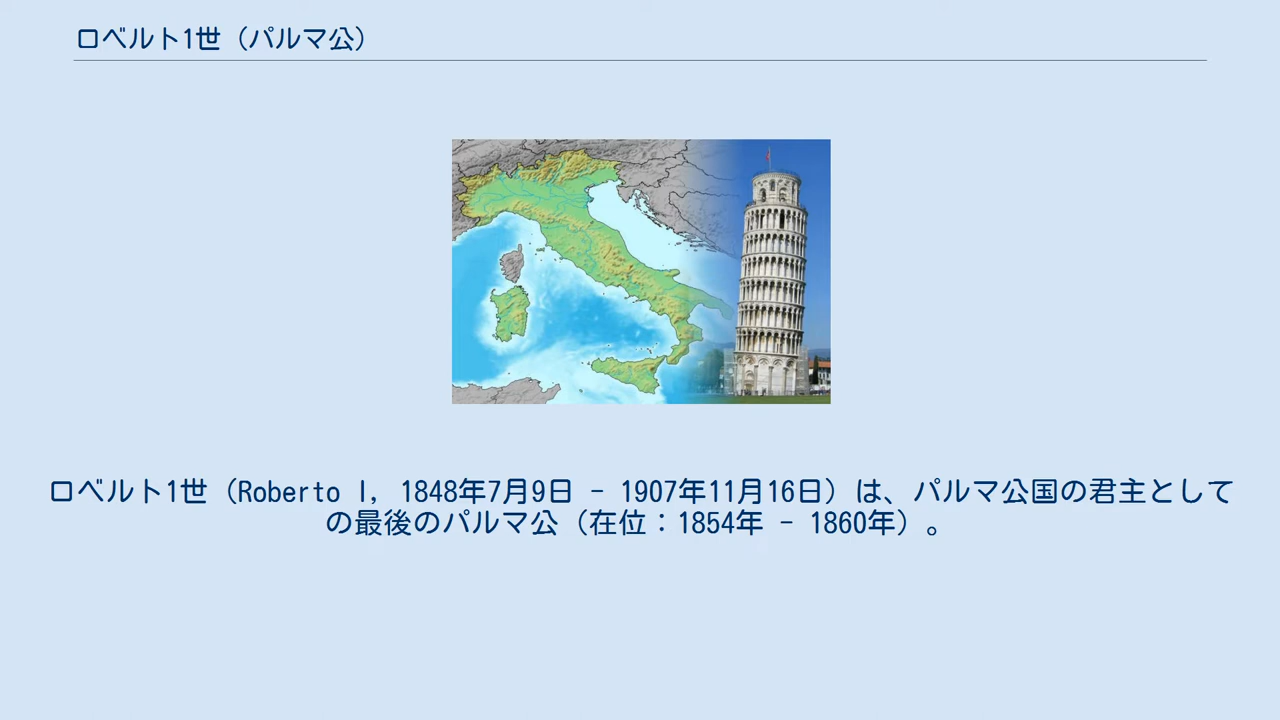 ロベルト1世（パルマ公）
ロベルト1世（Roberto I, 1848年7月9日 - 1907年11月16日）は、パルマ公国の君主として
の最後のパルマ公（在位：1854年 - 1860年）。